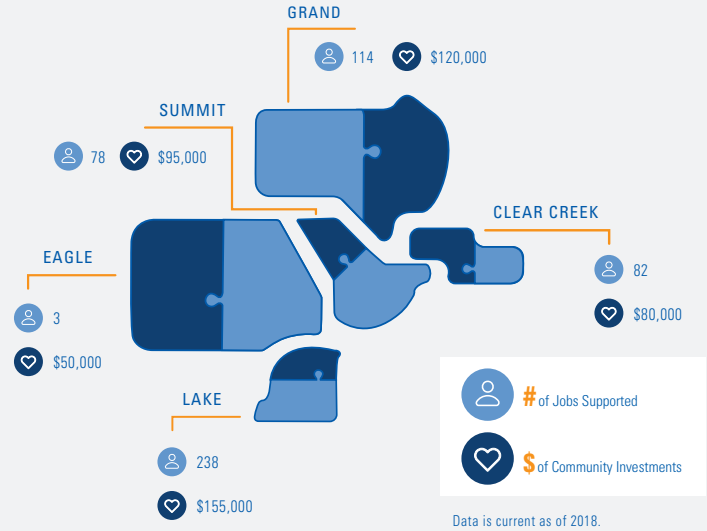 GRAND
114 $120,000
SUMMIT
78 $95,000
CLEAR CREEK
82
$80,000
EAGLE
3
$50,000
LAKE
238
$155,000
# of Jobs Supported
$ of Community Investments
Data is current as of 2018.